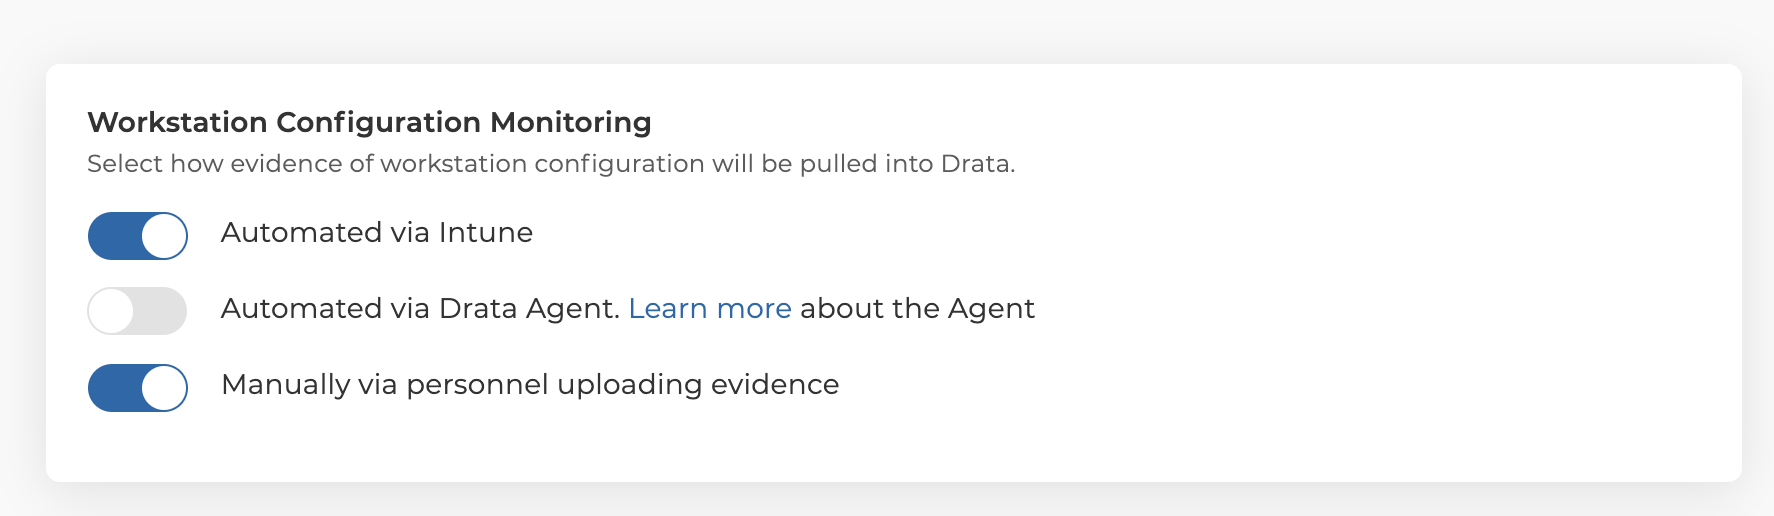 Workstation Configuration Monitoring
Select how evidence of workstation configuration will be pulled into Drata.
Automated via Intune
Automated via Drata Agent. Learn more about the Agent
Manually via personnel uploading evidence